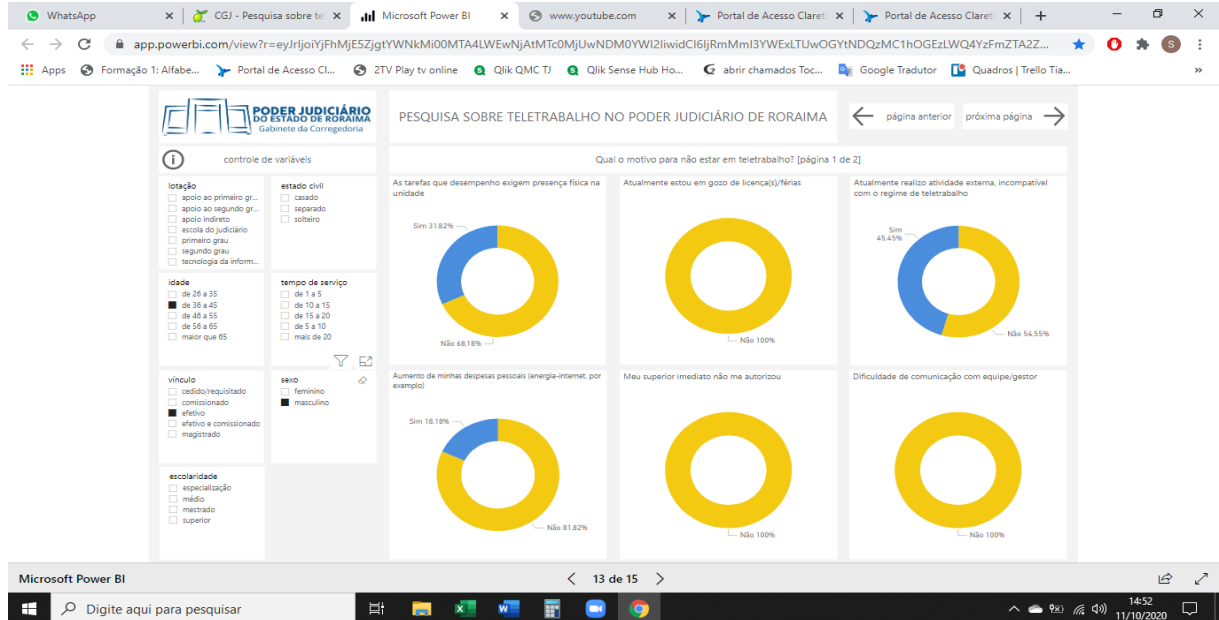 WhatsApp
CGJ - Pesquisa sobre te
Microsoft Power BI
www.youtube.com
Portal de Acesso Claret
Portal de Acesso Claret
Apps
Formação 1: Alfabe...
Portal de Acesso Cl...
2TV Play tv online
Qlik QMC TJ
Qlik Sense Hub Ho...
abrir chamados Toc...
Google Tradutor
Quadros | Trello Tia...
PODER JUDICIÁRIO
DO ESTADO DE RORAIMA
Gabinete da Corregedoria
PESQUISA SOBRE TELETRABALHO NO PODER JUDICIÁRIO DE RORAIMA
página anterior
próxima página
controle de variáveis
Qual o motivo para não estar em teletrabalho? [página 1 de 2]
lotação
apoio ao primeiro gr...
apoio ao segundo gr...
apoio indireto
escola do judiciário
primeiro grau
segundo grau
tecnologia da inform...
estado civil
casado
separado
solteiro
idade
de 26 a 35
de 36 a 45
de 46 a 55
de 56 a 65
maior que 65
tempo de serviço
de 1 a 5
de 10 a 15
de 15 a 20
de 5 a 10
mais de 20
vínculo
cedido/requisitado
comissionado
efetivo
efetivo e comissionado
magistrado
sexo
feminino
masculino
escolaridade
especialização
médio
mestrado
superior
As tarefas que desempenho exigem presença física na
unidade
Sim 31,82%
Não 68,18%
Atualmente estou em gozo de licença(s)/férias
Não 100%
Atualmente realizo atividade externa, incompatível
com o regime de teletrabalho
Sim
45,45%
Não 54,55%
Aumento de minhas despesas pessoais (energia-internet, por
exemplo)
Sim 18,18%
Não 81,82%
Meu superior imediato não me autorizou
Não 100%
Dificuldade de comunicação com equipe/gestor
Não 100%
Microsoft Power BI
13 de 15
Digite aqui para pesquisar
14:52
11/10/2020